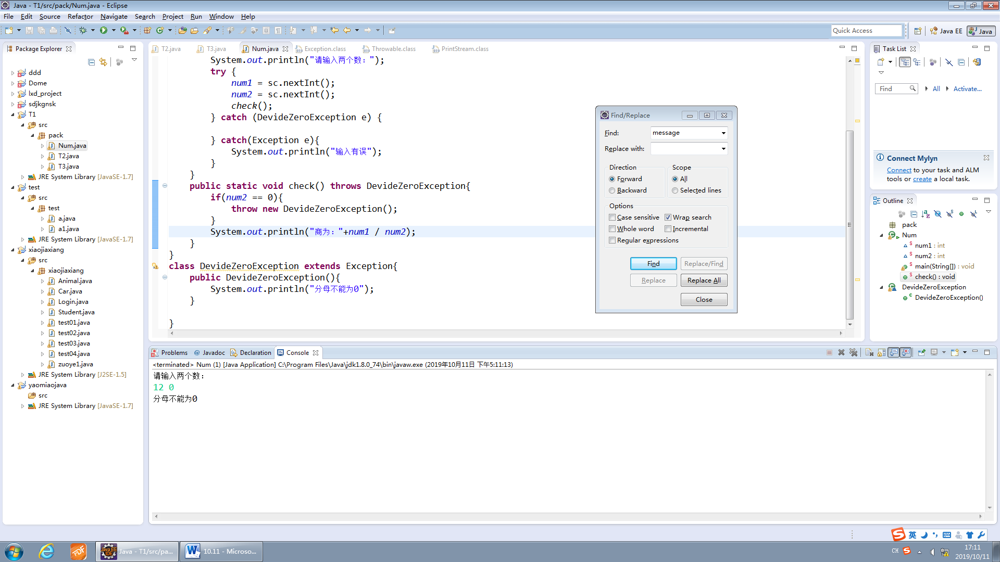 Java - T1/src/pack/Num.java - Eclipse
File Edit Source Refactor Navigate Search Project Run Window Help
Quick Access
Java EE
Java
Package Explorer
ddd
Dome
lxd_project
sdjkgnsk
T1
src
pack
Num.java
T2.java
T3.java
JRE System Library [JavaSE-1.7]
test
src
test
a.java
a1.java
JRE System Library [JavaSE-1.7]
xiaojiaxiang
src
xiaojiaxiang
Animal.java
Car.java
Login.java
Student.java
test01.java
test02.java
test03.java
test04.java
zuoye1.java
JRE System Library [J2SE-1.5]
yaomiaojava
src
JRE System Library [JavaSE-1.7]
T2.java T3.java Num.java Exception.class Throwable.class PrintStream.class
System.out.println("请输入两个数：");
try {
num1 = sc.nextInt();
num2 = sc.nextInt();
check();
} catch (DevideZeroException e) {
} catch(Exception e){
System.out.println("输入有误");
}
}
public static void check() throws DevideZeroException{
if(num2 == 0){
throw new DevideZeroException();
}
System.out.println("商为："+num1 / num2);
}
}
class DevideZeroException extends Exception{
public DevideZeroException(){
System.out.println("分母不能为0");
}
}
Find/Replace
Find: message
Replace with:
Direction
Forward
Backward
Scope
All
Selected lines
Options
Case sensitive Wrap search
Whole word Incremental
Regular expressions
Find Replace/Find
Replace Replace All
Close
Task List
Find All Activate...
Connect Mylyn
Connect to your task and ALM
tools or create a local task.
Outline
pack
Num
num1 : int
num2 : int
main(String[]) : void
check() : void
DevideZeroException
DevideZeroException()
Problems @ Javadoc Declaration Console
<terminated> Num (1) [Java Application] C:\Program Files\Java\jdk1.8.0_74\bin\javaw.exe (2019年10月11日 下午5:11:13)
请输入两个数：
12 0
分母不能为0
英
PDF
Java EE
IDE
Java - T1/src/pa...
10.11 - Microso...
CH
17:11
2019/10/11